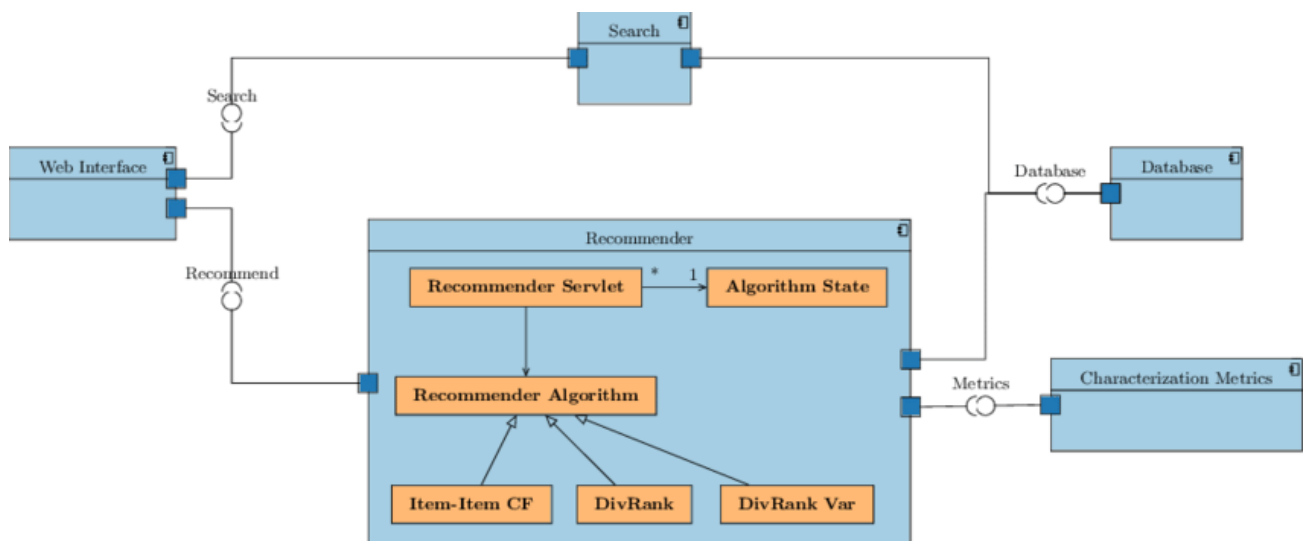 Search
Search
Web Interface
Database
Database
Recommender
Recommend
Recommender Servlet
* 1
Algorithm State
Metrics
Characterization Metrics
Recommender Algorithm
Item-Item CF
DivRank
DivRank Var